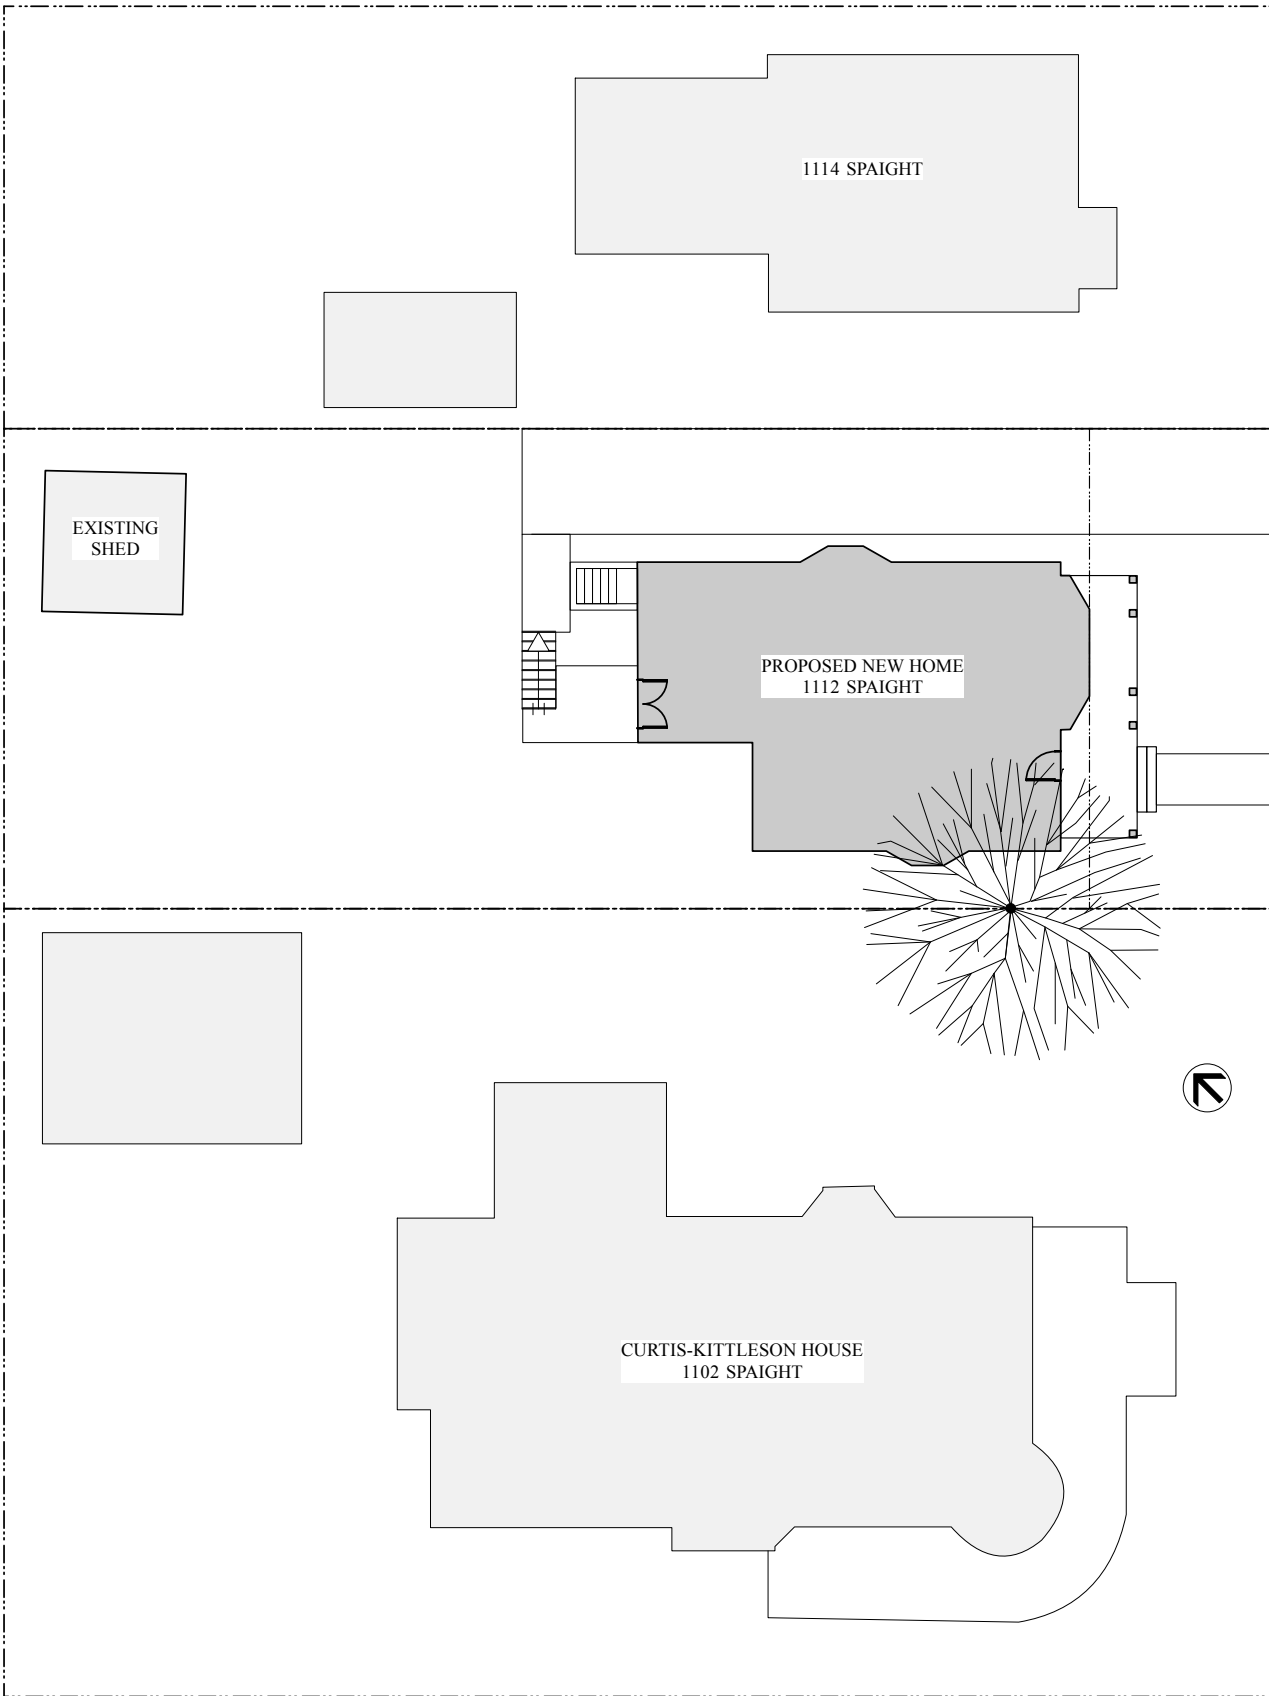 1114 SPAIGHT
EXISTING
SHED
PROPOSED NEW HOME
1112 SPAIGHT
CURTIS-KITTLESON HOUSE
1102 SPAIGHT